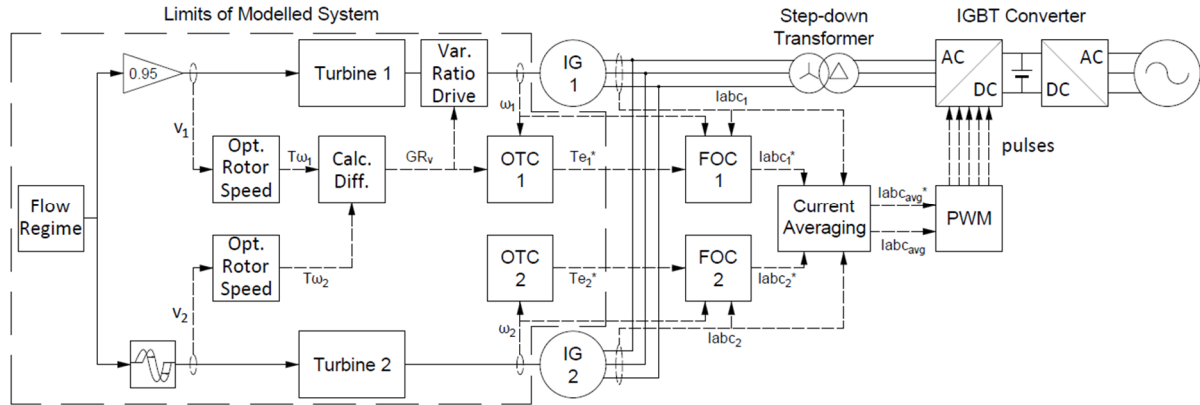 Limits of Modelled System
Step-down
Transformer
IGBT Converter
0.95
Turbine 1
Var.
Ratio
Drive
IG
1
AC
DC
AC
DC
ω₁
Iabc₁
V₁
pulses
Opt.
Rotor
Speed
Tω₁
Calc.
Diff.
GRᵥ
OTC
1
Te₁*
FOC
1
Iabc₁*
Flow
Regime
Current
Averaging
Iabcavg*
Iabcavg
PWM
Opt.
Rotor
Speed
Tω₂
OTC
2
Te₂*
FOC
2
Iabc₂*
V₂
ω₂
Iabc₂
Turbine 2
IG
2